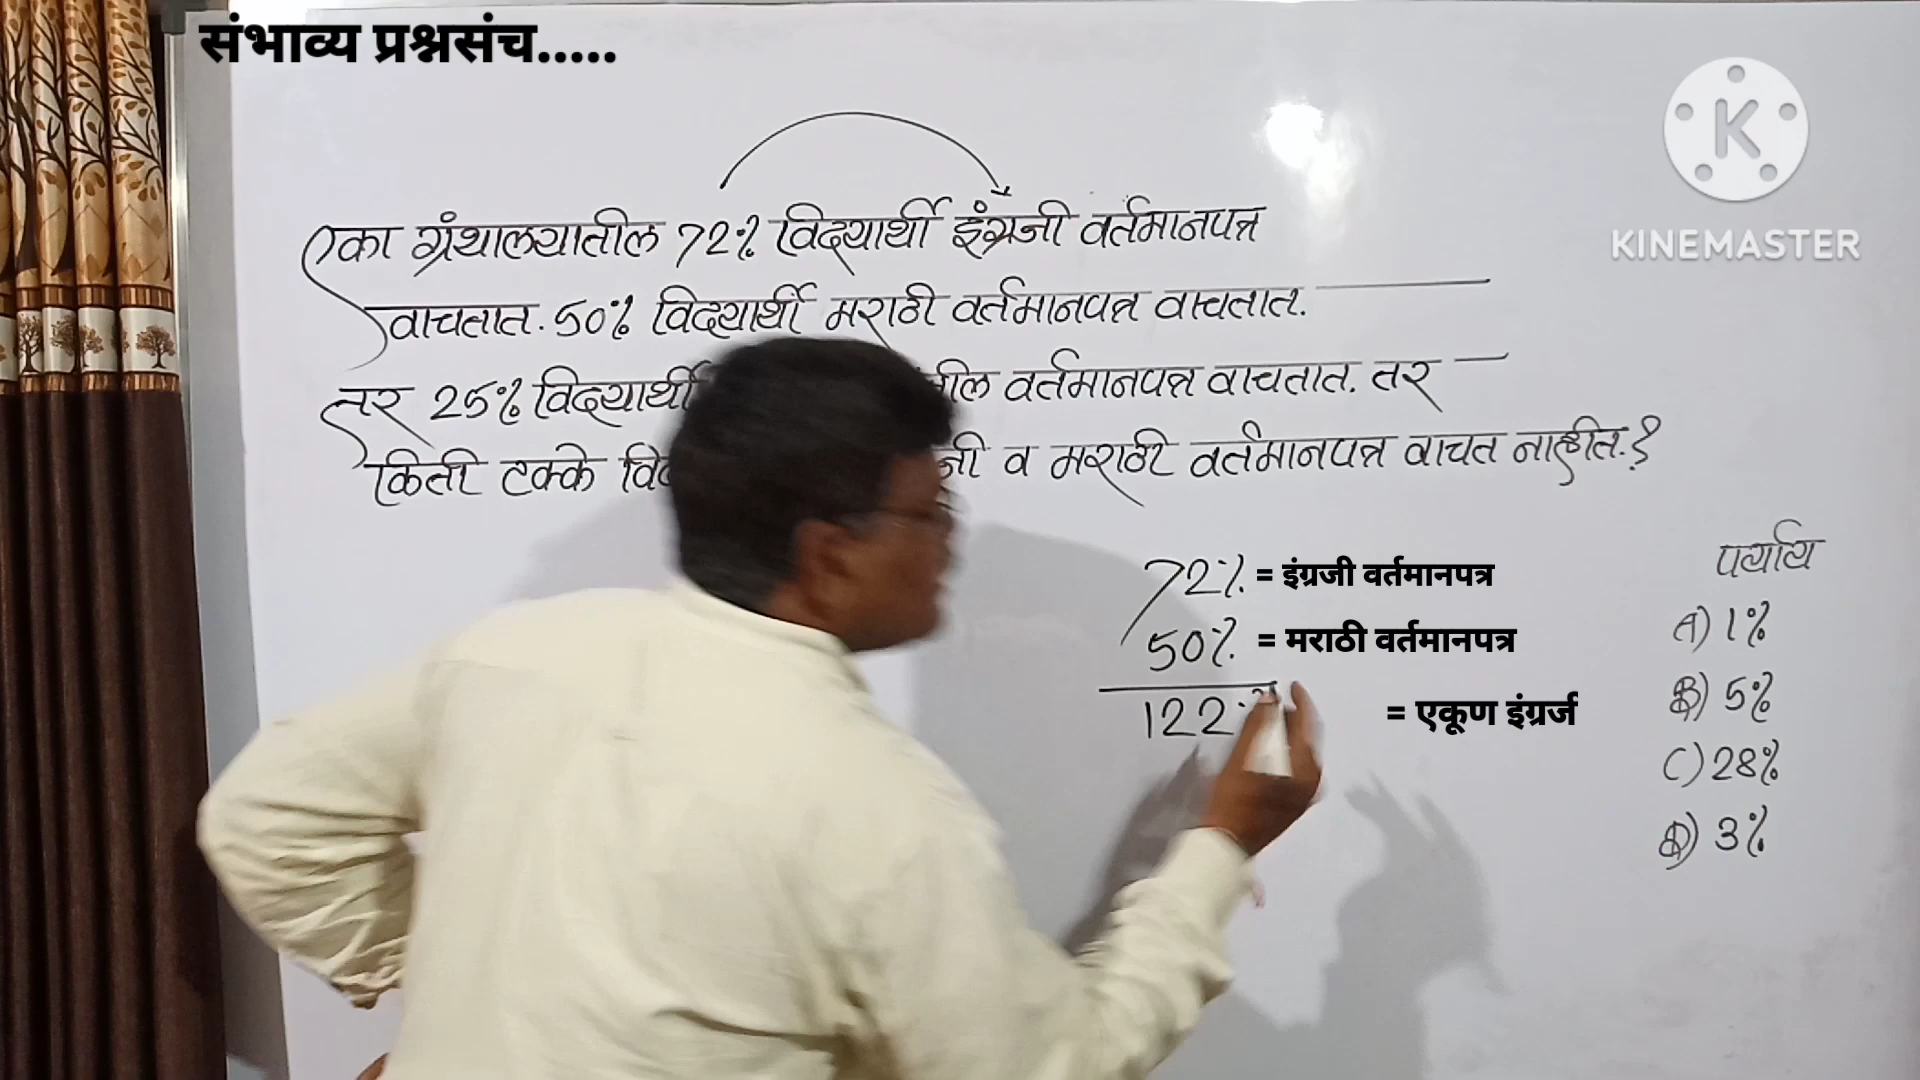 संभाव्य प्रश्नसंच.....
KINEMASTER
एका ग्रंथालयातील 72% विद्यार्थी इंग्रजी वर्तमानपत्र
वाचतात. 50% विद्यार्थी मराठी वर्तमानपत्र वाचतात.
तर 25% विद्यार्थी वर्तमानपत्र वाचतात. तर
किती टक्के व मराठी वर्तमानपत्र वाचत नाहीत.?
72% = इंग्रजी वर्तमानपत्र
50% = मराठी वर्तमानपत्र
122 = एकूण इंग्रज
पर्याय
A) 1%
B) 5%
C) 28%
D) 3%